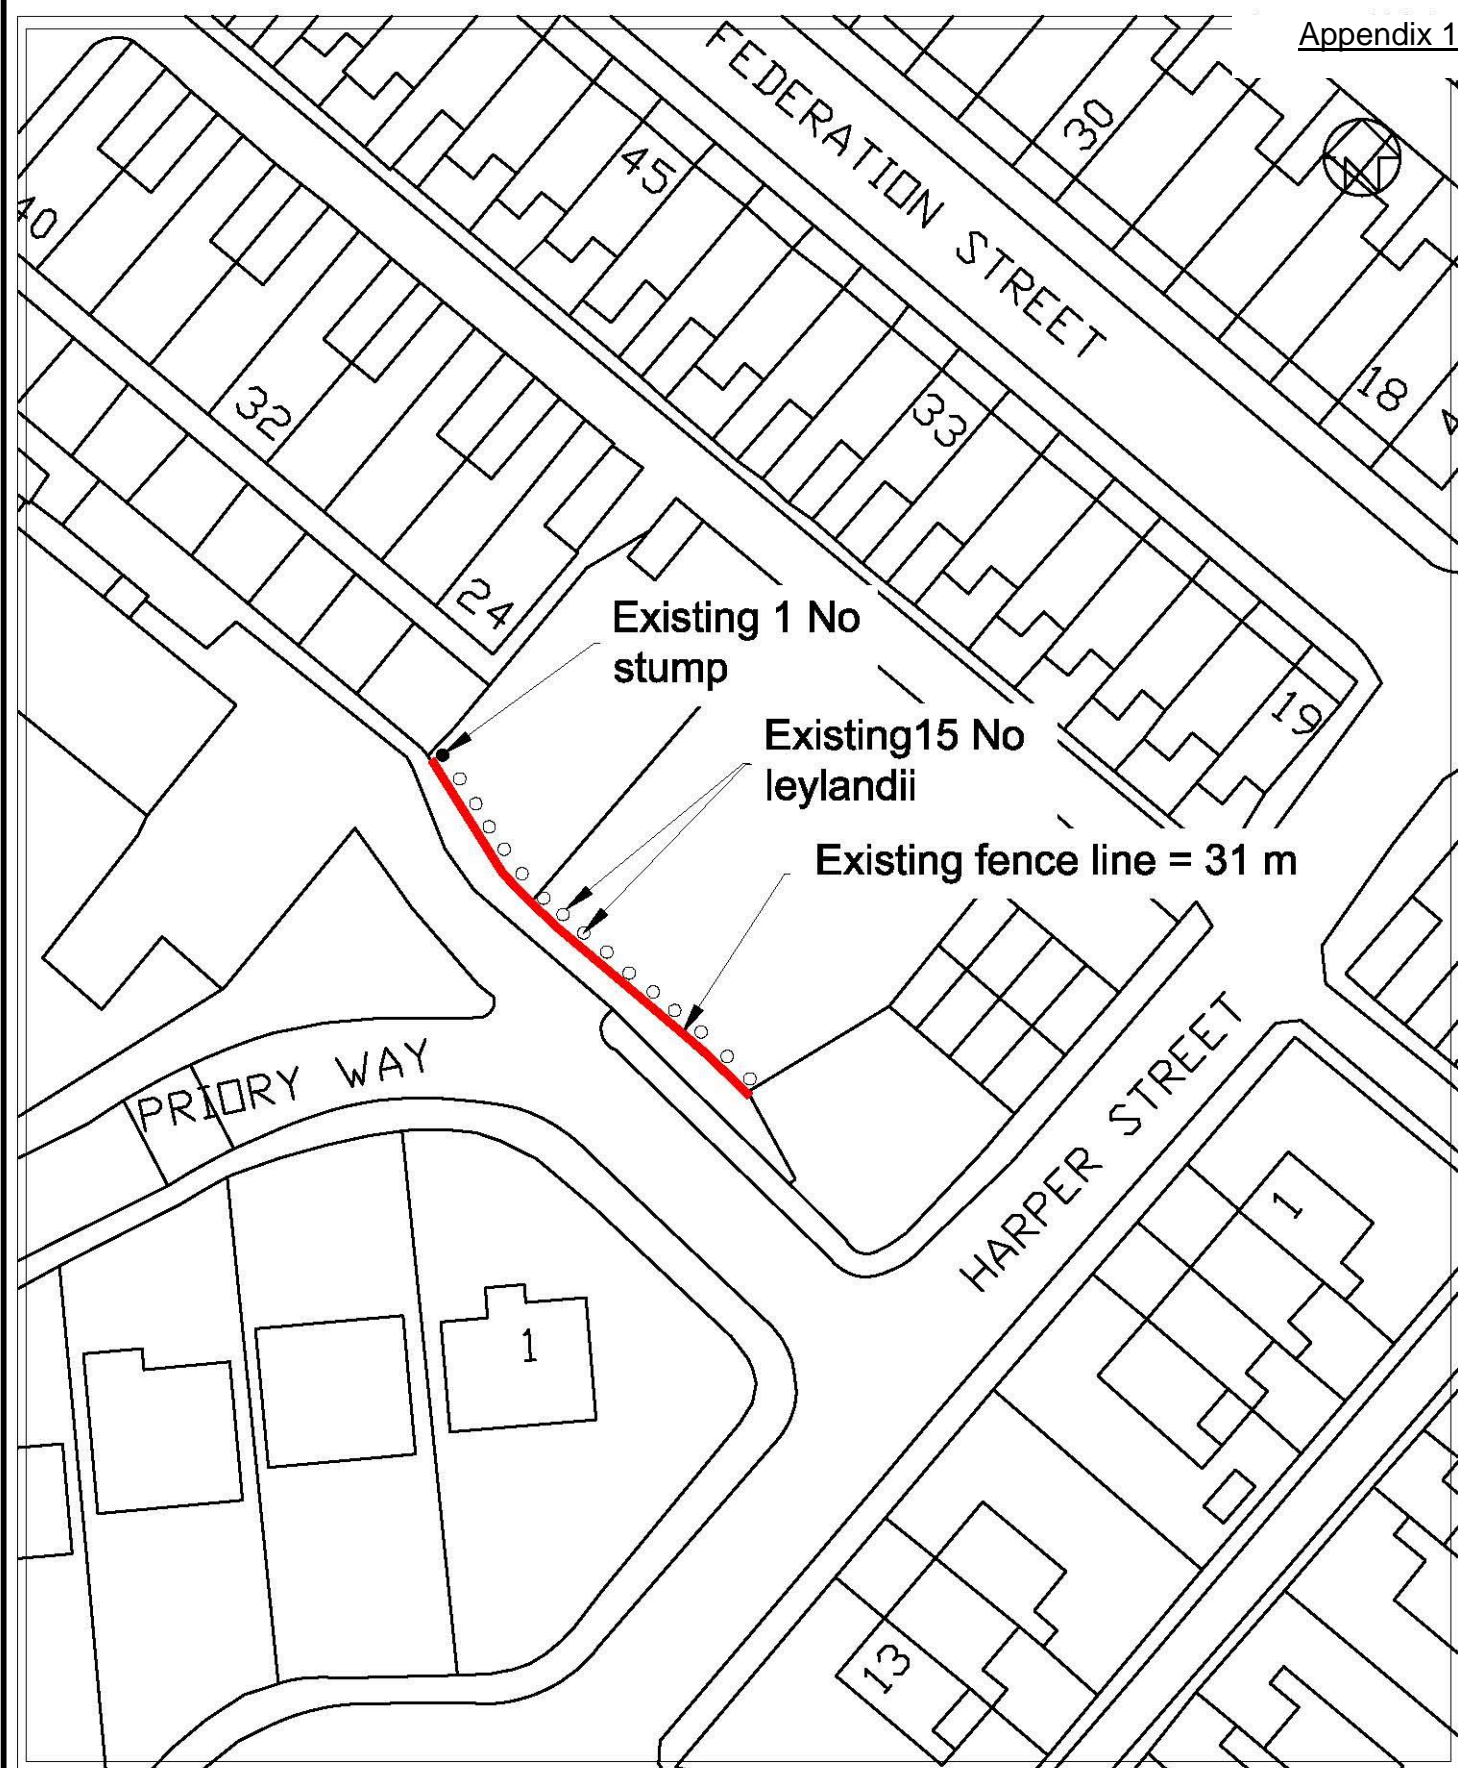 Appendix 1
FEDERATION STREET
30
N
45
40
18
32
33
24
Existing 1 No
stump
19
Existing15 No
leylandii
Existing fence line = 31 m
PRIORY WAY
HARPER STREET
1
1
13